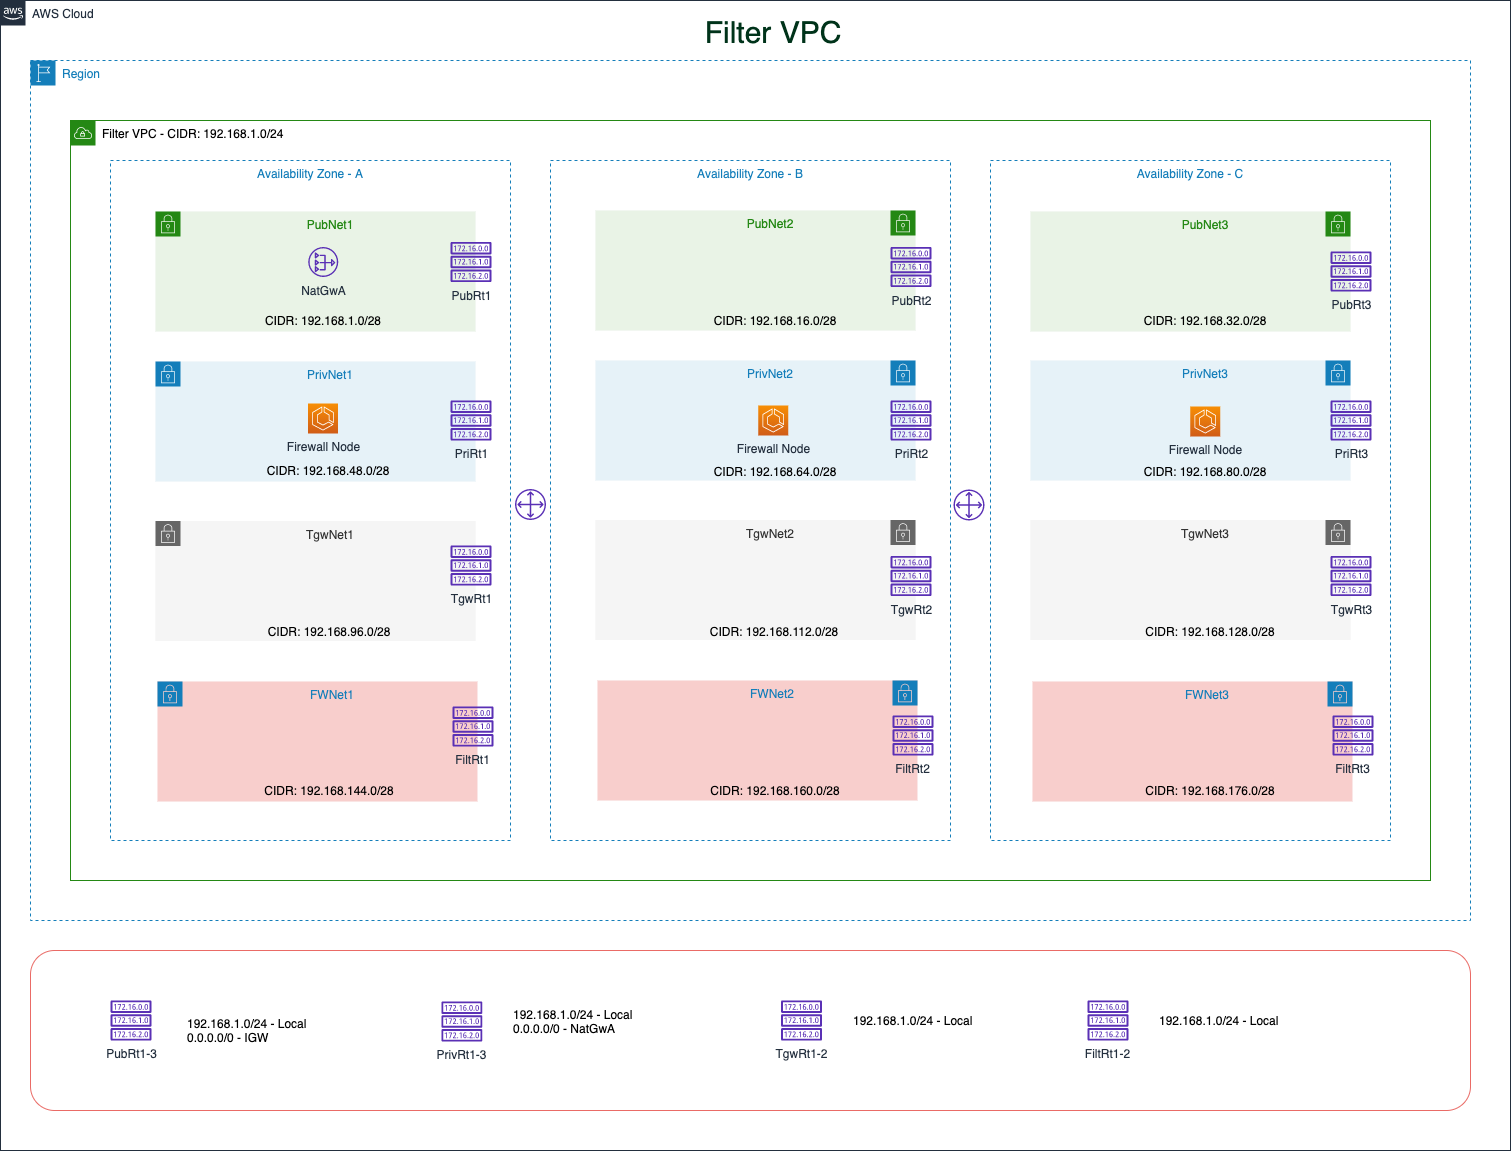 aws
AWS Cloud
Filter VPC
Region
Filter VPC - CIDR: 192.168.1.0/24
Availability Zone - A
PubNet1
NatGwA
172.16.0.0
172.16.1.0
172.16.2.0
PubRt1
CIDR: 192.168.1.0/28
PrivNet1
Firewall Node
172.16.0.0
172.16.1.0
172.16.2.0
PriRt1
CIDR: 192.168.48.0/28
TgwNet1
172.16.0.0
172.16.1.0
172.16.2.0
TgwRt1
CIDR: 192.168.96.0/28
FWNet1
172.16.0.0
172.16.1.0
172.16.2.0
FiltRt1
CIDR: 192.168.144.0/28
Availability Zone - B
PubNet2
172.16.0.0
172.16.1.0
172.16.2.0
PubRt2
CIDR: 192.168.16.0/28
PrivNet2
Firewall Node
172.16.0.0
172.16.1.0
172.16.2.0
PriRt2
CIDR: 192.168.64.0/28
TgwNet2
172.16.0.0
172.16.1.0
172.16.2.0
TgwRt2
CIDR: 192.168.112.0/28
FWNet2
172.16.0.0
172.16.1.0
172.16.2.0
FiltRt2
CIDR: 192.168.160.0/28
Availability Zone - C
PubNet3
172.16.0.0
172.16.1.0
172.16.2.0
PubRt3
CIDR: 192.168.32.0/28
PrivNet3
Firewall Node
172.16.0.0
172.16.1.0
172.16.2.0
PriRt3
CIDR: 192.168.80.0/28
TgwNet3
172.16.0.0
172.16.1.0
172.16.2.0
TgwRt3
CIDR: 192.168.128.0/28
FWNet3
172.16.0.0
172.16.1.0
172.16.2.0
FiltRt3
CIDR: 192.168.176.0/28
172.16.0.0
172.16.1.0
172.16.2.0
PubRt1-3
192.168.1.0/24 - Local
0.0.0.0/0 - IGW
172.16.0.0
172.16.1.0
172.16.2.0
PrivRt1-3
192.168.1.0/24 - Local
0.0.0.0/0 - NatGwA
172.16.0.0
172.16.1.0
172.16.2.0
TgwRt1-2
192.168.1.0/24 - Local
172.16.0.0
172.16.1.0
172.16.2.0
FiltRt1-2
192.168.1.0/24 - Local